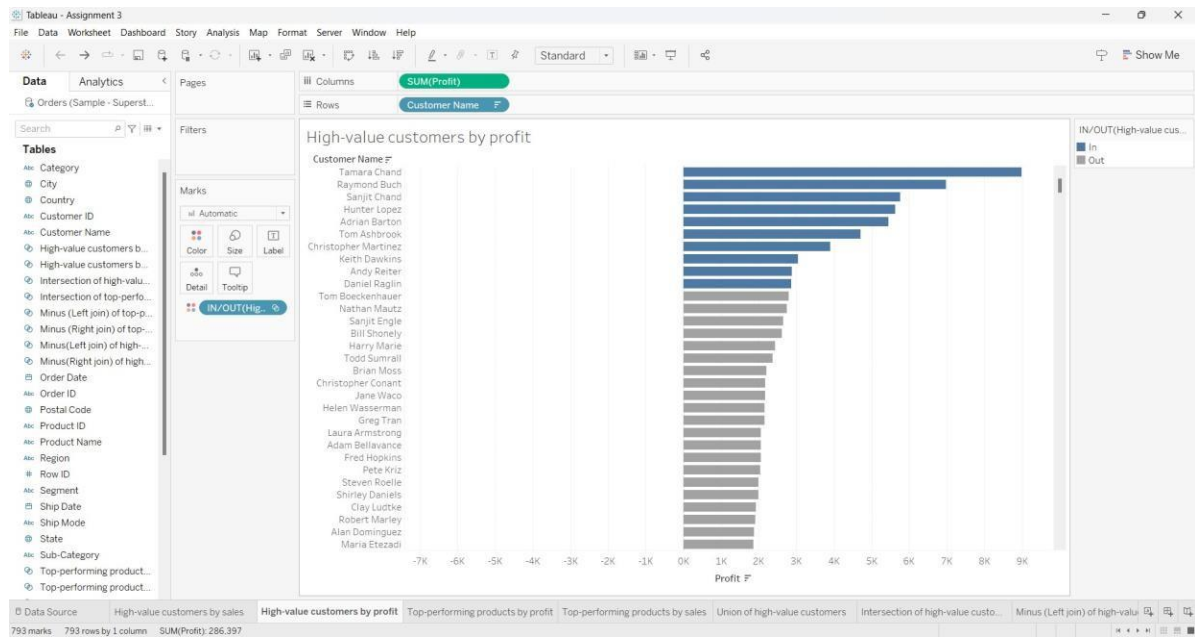 Tableau - Assignment 3
File Data Worksheet Dashboard Story Analysis Map Format Server Window Help
Standard
Show Me
Data
Analytics
Orders (Sample - Superst...
Search
Tables
Abc Category
City
Country
Abc Customer ID
Abc Customer Name
High-value customers b...
High-value customers b...
Intersection of high-valu...
Intersection of top-perfo...
Minus (Left join) of top-p...
Minus (Right join) of top-...
Minus(Left join) of high-...
Minus(Right join) of high...
Order Date
Abc Order ID
Postal Code
Abc Product ID
Abc Product Name
Abc Region
# Row ID
Abc Segment
Ship Date
Abc Ship Mode
State
Abc Sub-Category
Top-performing product...
Top-performing product...
Pages
Filters
Marks
Automatic
Color Size Label
Detail Tooltip
IN/OUT(Hig..
Columns SUM(Profit)
Rows Customer Name
High-value customers by profit
Customer Name
Tamara Chand
Raymond Buch
Sanjit Chand
Hunter Lopez
Adrian Barton
Tom Ashbrook
Christopher Martinez
Keith Dawkins
Andy Reiter
Daniel Raglin
Tom Boeckenhauer
Nathan Mautz
Sanjit Engle
Bill Shonely
Harry Marie
Todd Sumrall
Brian Moss
Christopher Conant
Jane Waco
Helen Wasserman
Greg Tran
Laura Armstrong
Adam Bellavance
Fred Hopkins
Pete Kriz
Steven Roelle
Shirley Daniels
Clay Ludtke
Robert Marley
Alan Dominguez
Maria Etezadi
-7K -6K -5K -4K -3K -2K -1K 0K 1K 2K 3K 4K 5K 6K 7K 8K 9K
Profit
IN/OUT(High-value cus...
In
Out
Data Source High-value customers by sales High-value customers by profit Top-performing products by profit Top-performing products by sales Union of high-value customers Intersection of high-value custo... Minus (Left join) of high-valu
793 marks 793 rows by 1 column SUM(Profit): 286,397